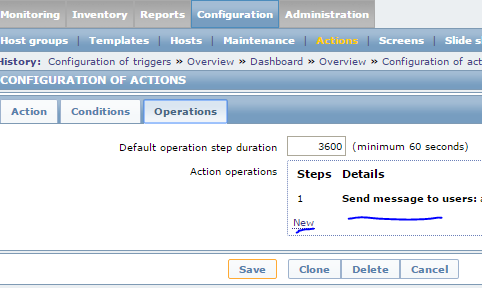 Monitoring Inventory Reports Configuration Administration
Host groups | Templates | Hosts | Maintenance | Actions | Screens | Slide s
History: Configuration of triggers » Overview » Dashboard » Overview » Configuration of act
CONFIGURATION OF ACTIONS
Action Conditions Operations
Default operation step duration 3600 (minimum 60 seconds)
Action operations Steps Details
1 Send message to users: a
New
Save Clone Delete Cancel